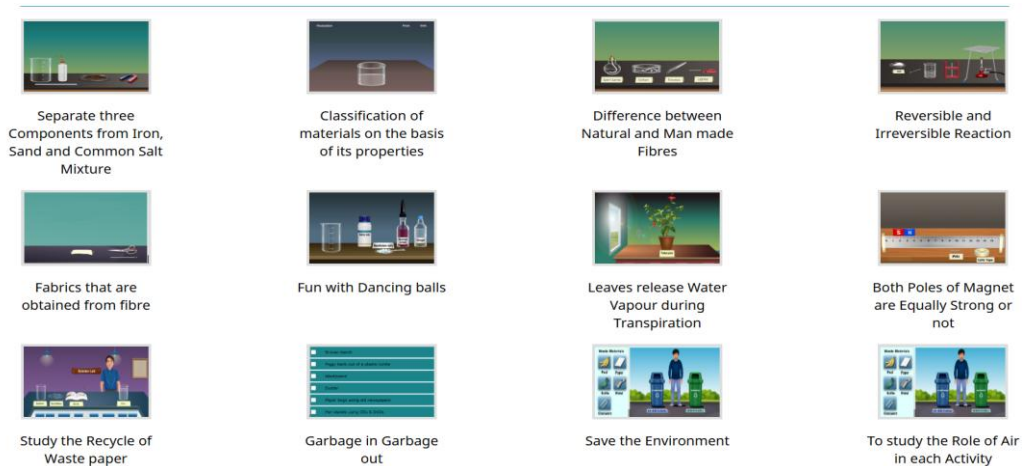 Separate three
Components from Iron,
Sand and Common Salt
Mixture
Classification of
materials on the basis
of its properties
Difference between
Natural and Man made
Fibres
Reversible and
Irreversible Reaction
Fabrics that are
obtained from fibre
Fun with Dancing balls
Leaves release Water
Vapour during
Transpiration
Both Poles of Magnet
are Equally Strong or
not
Study the Recycle of
Waste paper
Garbage in Garbage
out
Save the Environment
To study the Role of Air
in each Activity